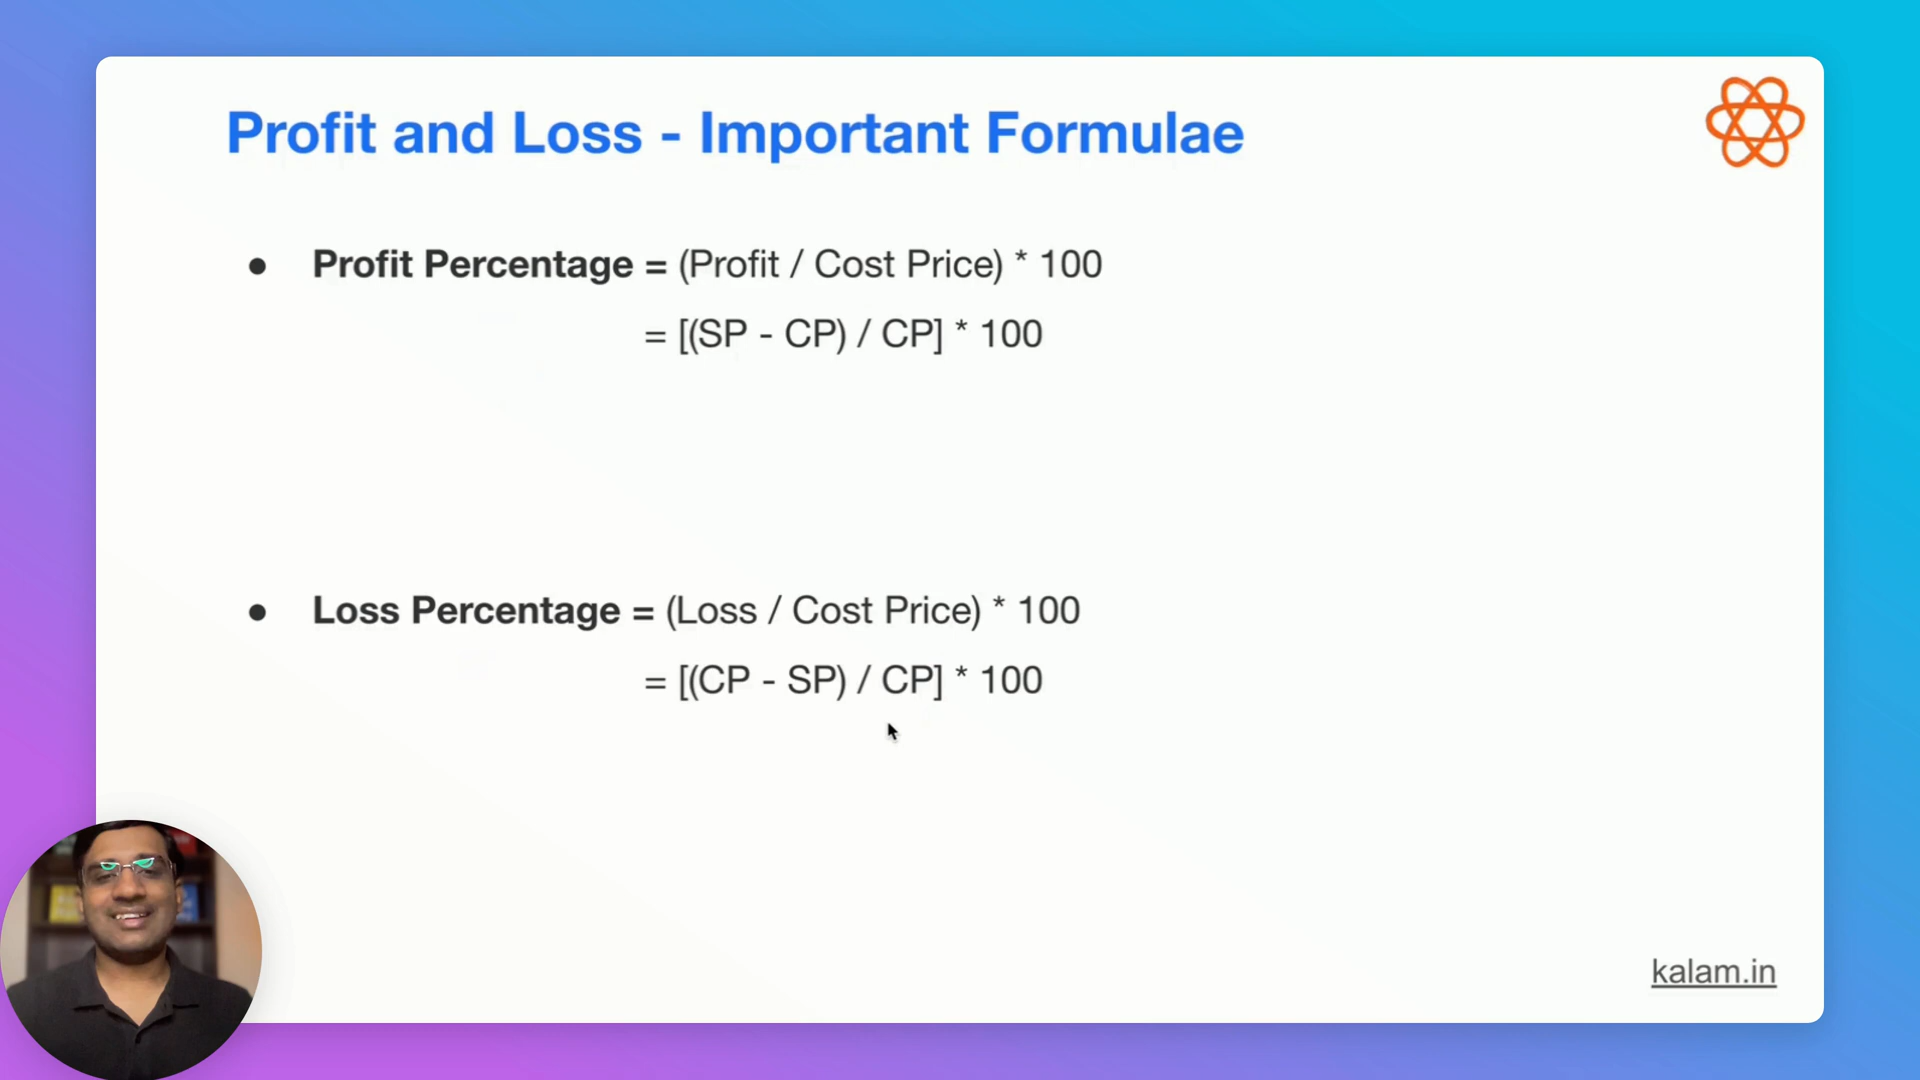 Profit and Loss - Important Formulae
● Profit Percentage = (Profit / Cost Price) * 100
= [(SP - CP) / CP] * 100
● Loss Percentage = (Loss / Cost Price) * 100
= [(CP - SP) / CP] * 100
kalam.in